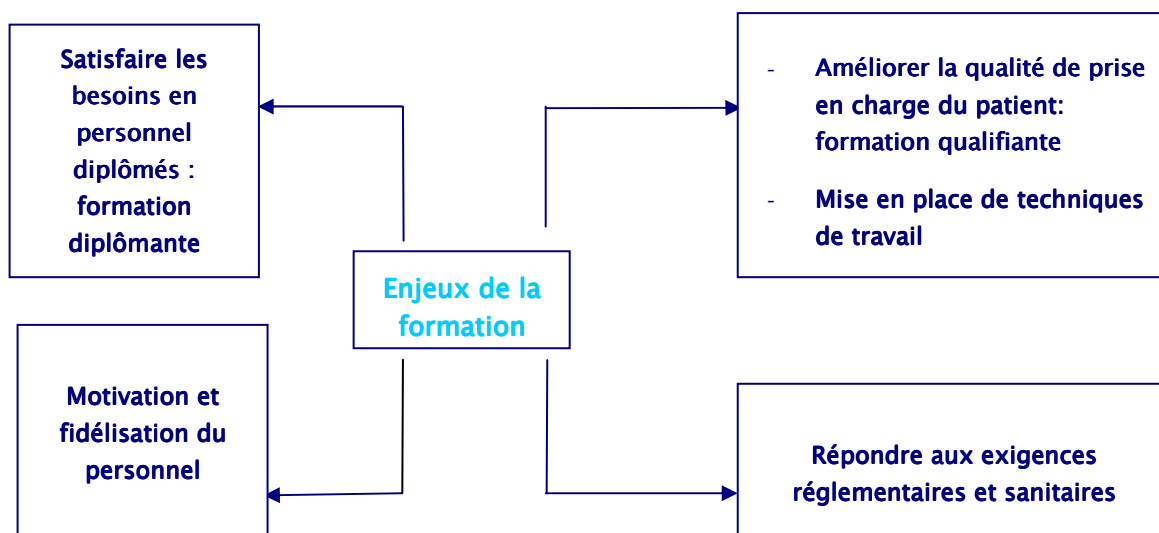 Satisfaire les
besoins en
personnel
diplômés :
formation
diplômante
- Améliorer la qualité de prise
en charge du patient:
formation qualifiante
- Mise en place de techniques
de travail
Enjeux de la
formation
Motivation et
fidélisation du
personnel
Répondre aux exigences
réglementaires et sanitaires